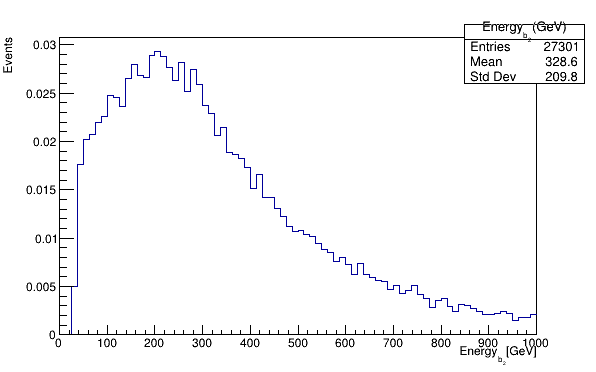 Energy_b₂(GeV)
Entries 27301
Mean 328.6
Std Dev 209.8
Events
0.03
0.025
0.02
0.015
0.01
0.005
0
0 100 200 300 400 500 600 700 800 900 1000
Energy_b₂[GeV]